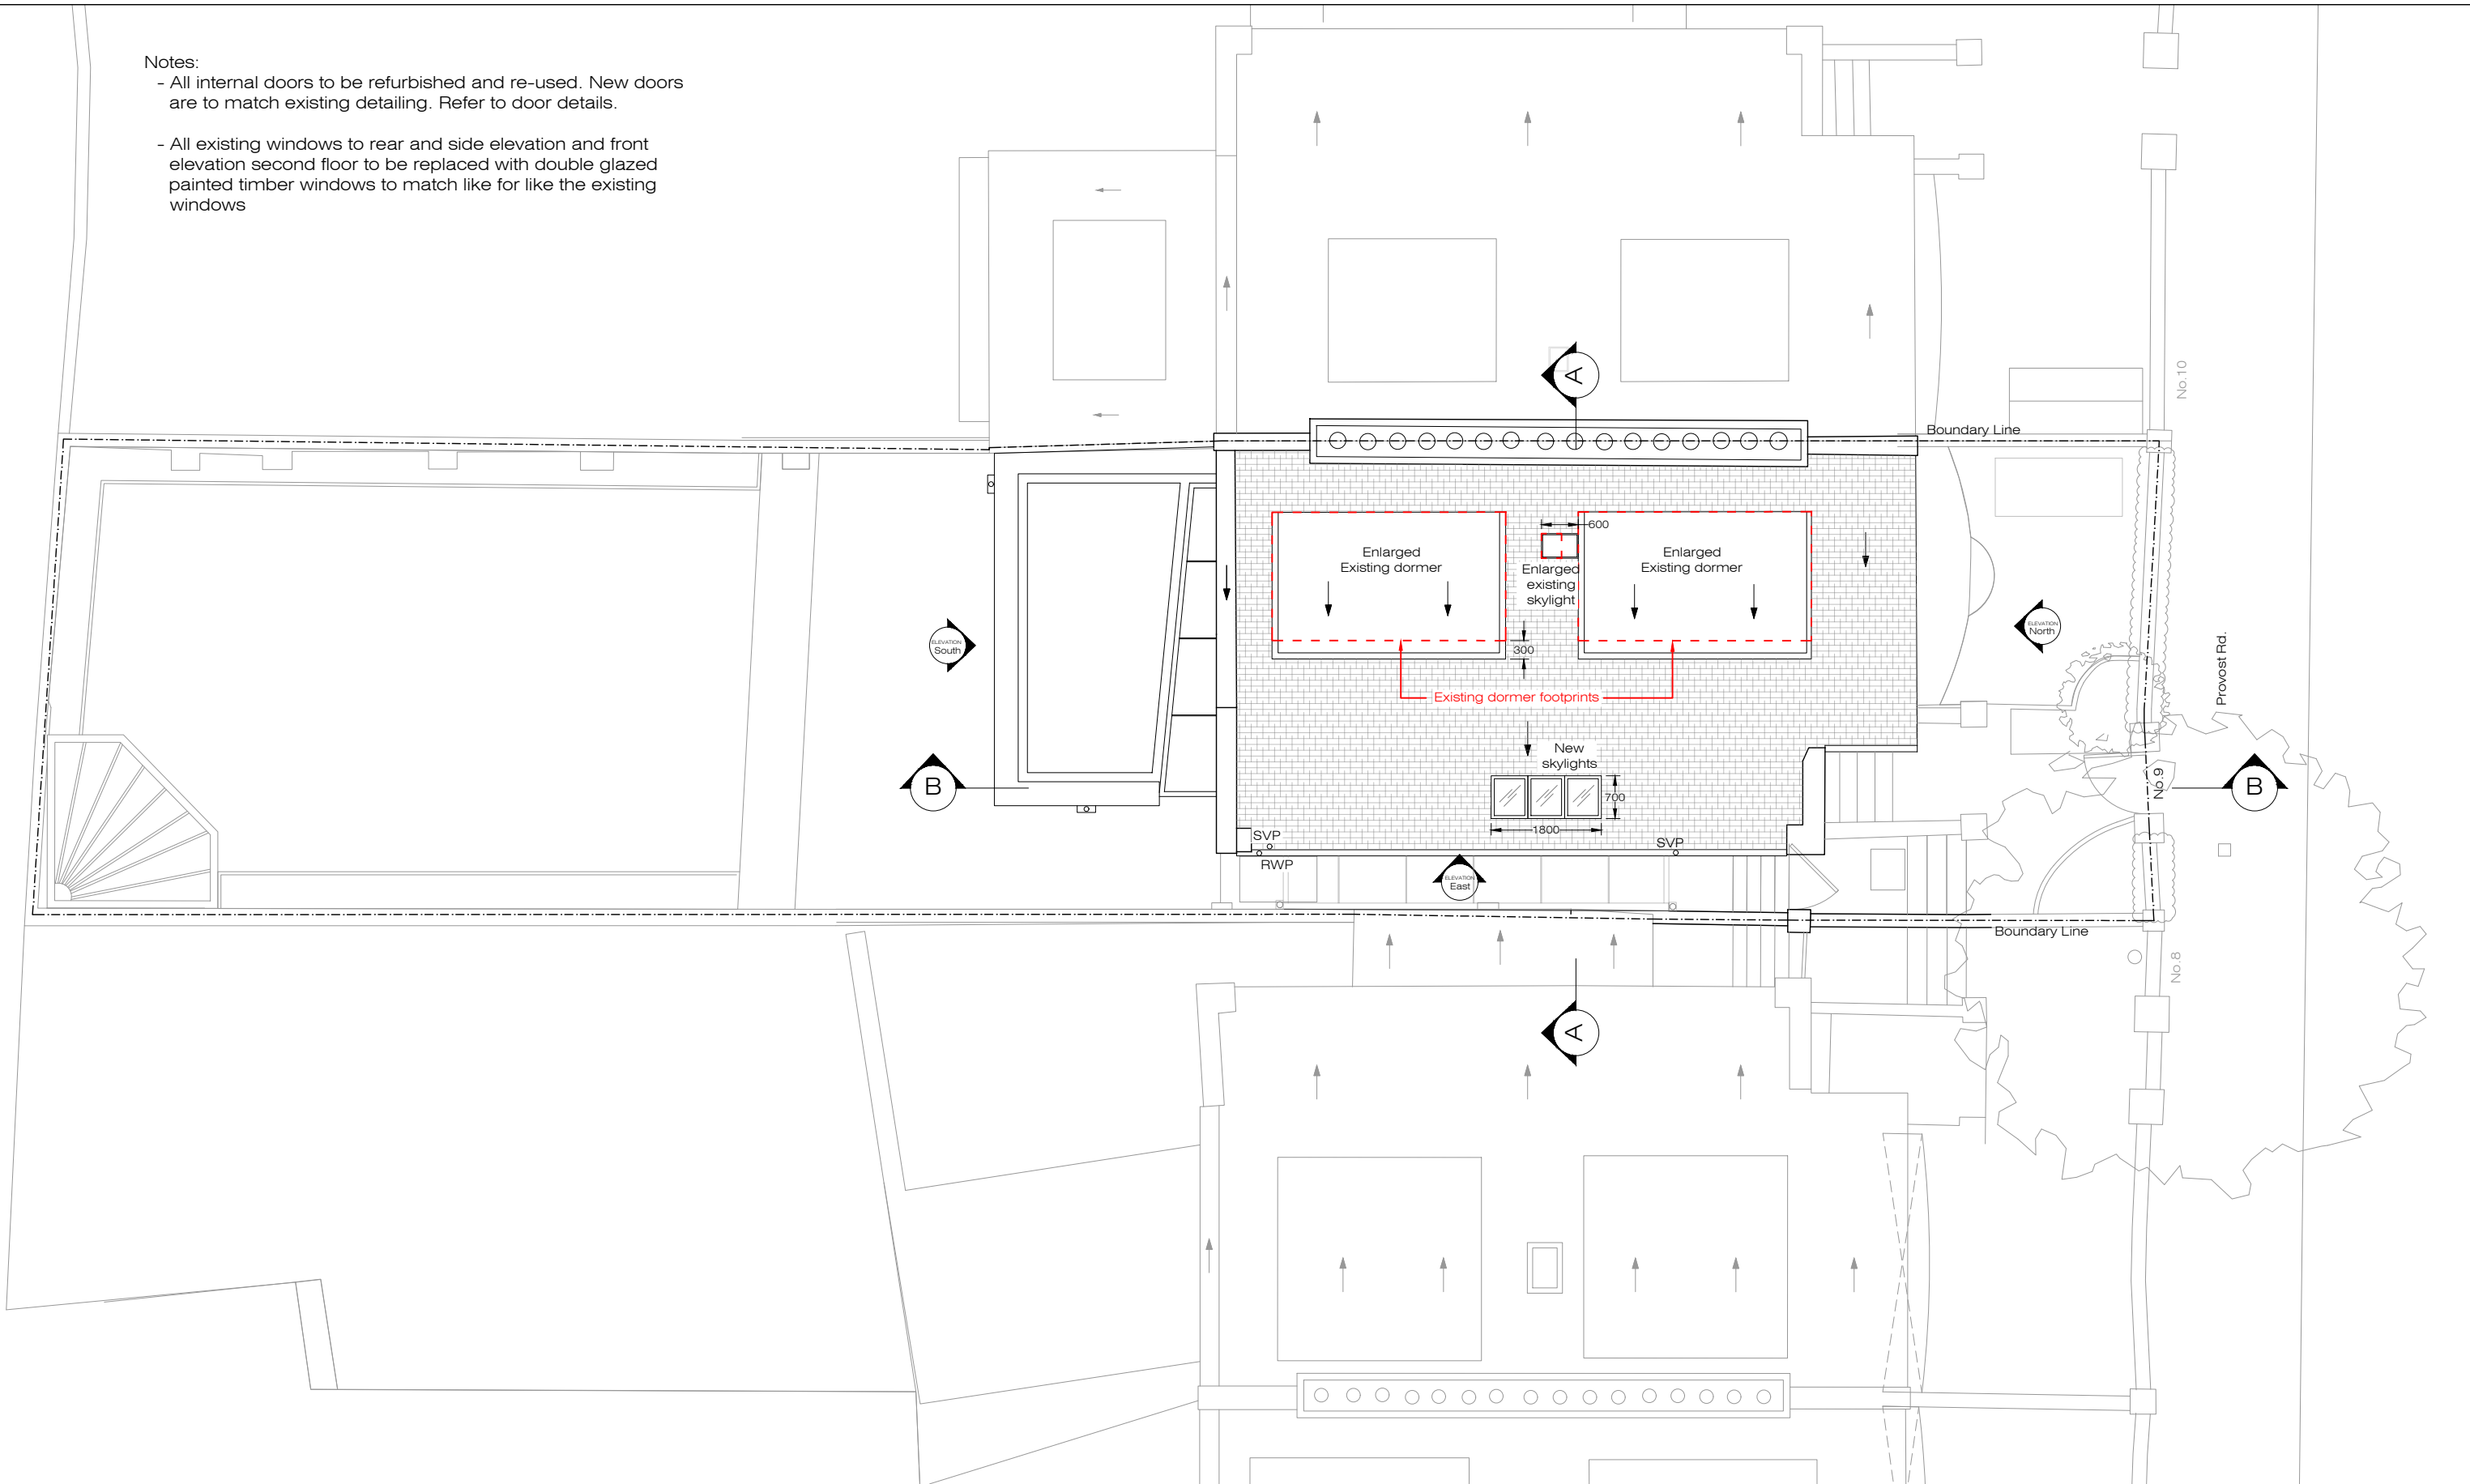 Notes:
- All internal doors to be refurbished and re-used. New doors
are to match existing detailing. Refer to door details.
- All existing windows to rear and side elevation and front
elevation second floor to be replaced with double glazed
painted timber windows to match like for like the existing
windows
A
No.10
Boundary Line
600
Enlarged
Existing dormer
Enlarged
existing
skylight
Enlarged
Existing dormer
ELEVATION
South
ELEVATION
North
300
Provost Rd.
Existing dormer footprints
New
skylights
B
700
No.9
B
1800
SVP
RWP
SVP
ELEVATION
East
Boundary Line
No.8
A